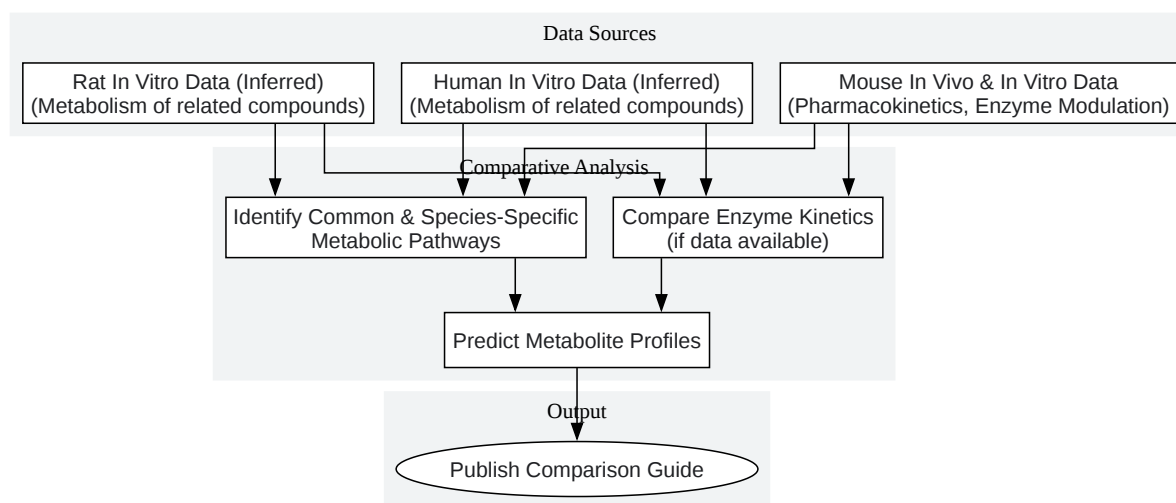 Data Sources
Rat In Vitro Data (Inferred)
(Metabolism of related compounds)
Human In Vitro Data (Inferred)
(Metabolism of related compounds)
Mouse In Vivo & In Vitro Data
(Pharmacokinetics, Enzyme Modulation)
Comparative Analysis
Identify Common & Species-Specific
Metabolic Pathways
Compare Enzyme Kinetics
(if data available)
Predict Metabolite Profiles
Output
Publish Comparison Guide